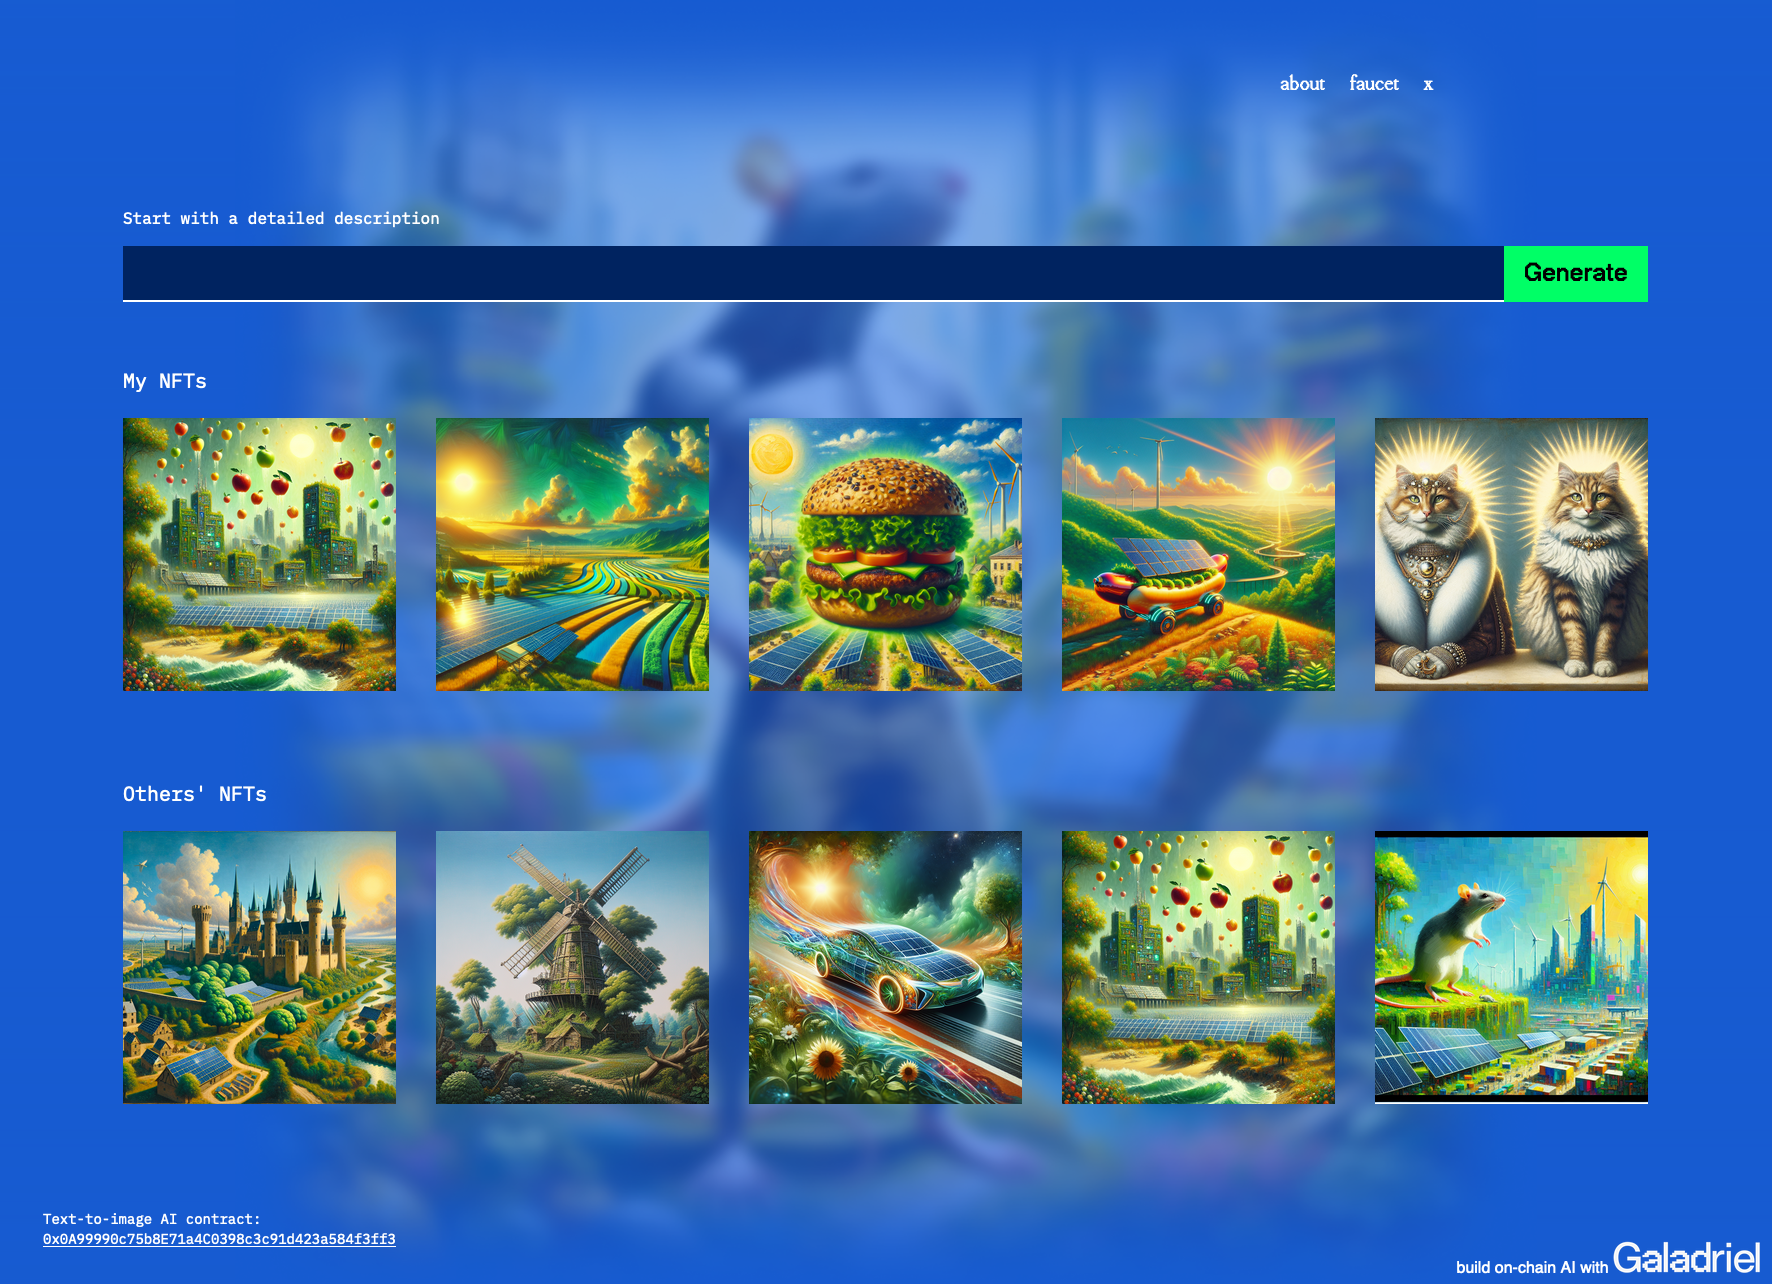 about faucet x
Start with a detailed description
Generate
My NFTs
Others' NFTs
Text-to-image AI contract:
0x0A99990c75b8E71a4C0398c3c91d423a584f3ff3
build on-chain AI with Galadriel